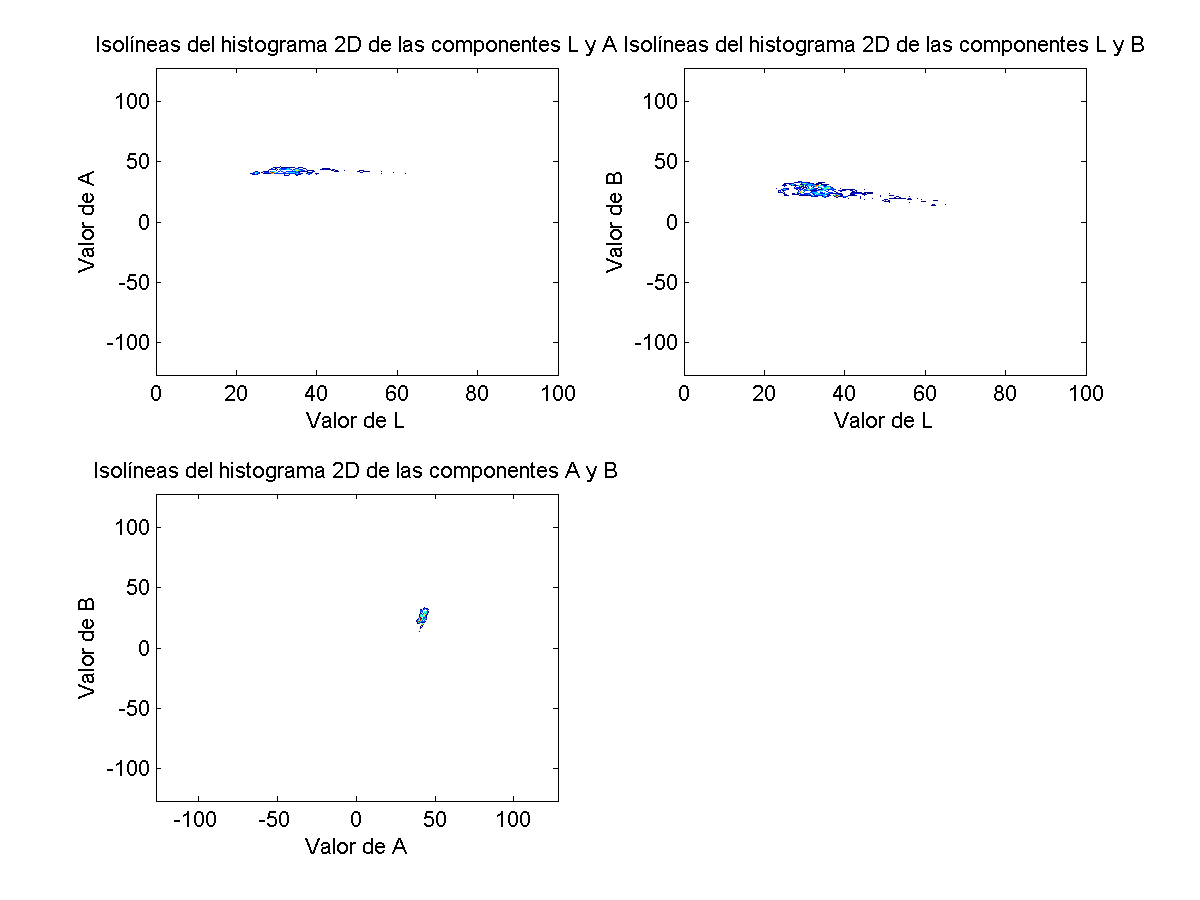 Isolíneas del histograma 2D de las componentes L y A
100
50
0
-50
-100
Valor de A
0 20 40 60 80 100
Valor de L
Isolíneas del histograma 2D de las componentes L y B
100
50
0
-50
-100
Valor de B
0 20 40 60 80 100
Valor de L
Isolíneas del histograma 2D de las componentes A y B
100
50
0
-50
-100
Valor de B
-100 -50 0 50 100
Valor de A